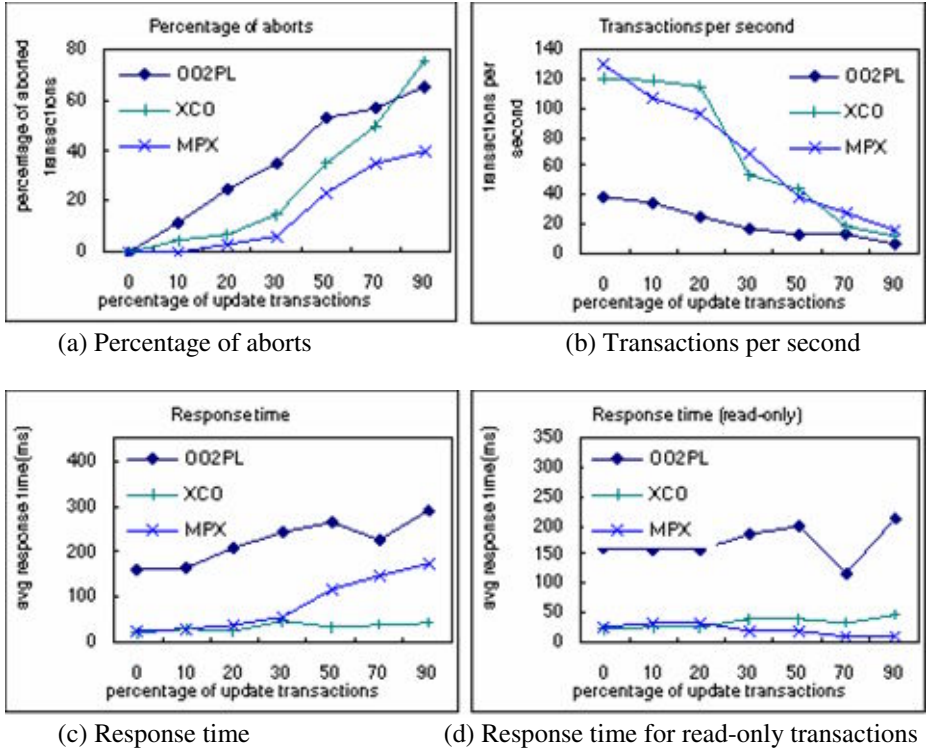 Percentage of aborts
percentage of aborted
transactions
80
60
40
20
0
OO2PL
XCO
MPX
0 10 20 30 50 70 90
percentage of update transactions
(a) Percentage of aborts
Transactions per second
transactions per
second
140
120
100
80
60
40
20
0
OO2PL
XCO
MPX
0 10 20 30 50 70 90
percentage of update transactions
(b) Transactions per second
Response time
avg response time(ms)
400
300
200
100
0
OO2PL
XCO
MPX
0 10 20 30 50 70 90
percentage of update transactions
(c) Response time
Response time (read-only)
avg response time(ms)
350
300
250
200
150
100
50
0
OO2PL
XCO
MPX
0 10 20 30 50 70 90
percentage of update transactions
(d) Response time for read-only transactions